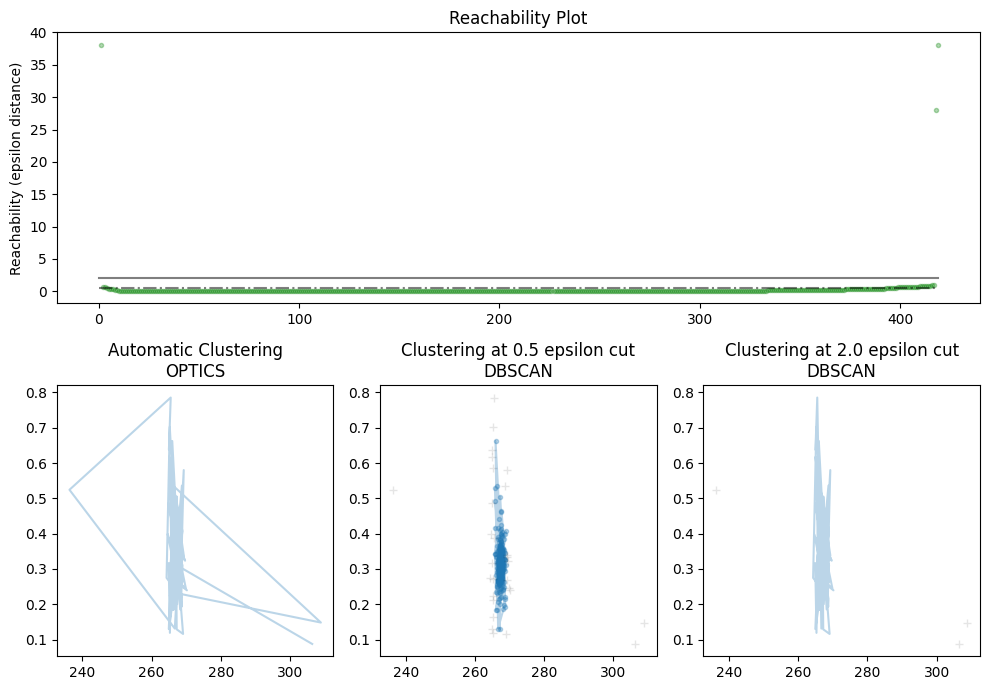 Reachability Plot
Reachability (epsilon distance)
40
35
30
25
20
15
10
5
0
0 100 200 300 400
Automatic Clustering
OPTICS
0.8
0.7
0.6
0.5
0.4
0.3
0.2
0.1
240 260 280 300
Clustering at 0.5 epsilon cut
DBSCAN
0.8
0.7
0.6
0.5
0.4
0.3
0.2
0.1
240 260 280 300
Clustering at 2.0 epsilon cut
DBSCAN
0.8
0.7
0.6
0.5
0.4
0.3
0.2
0.1
240 260 280 300